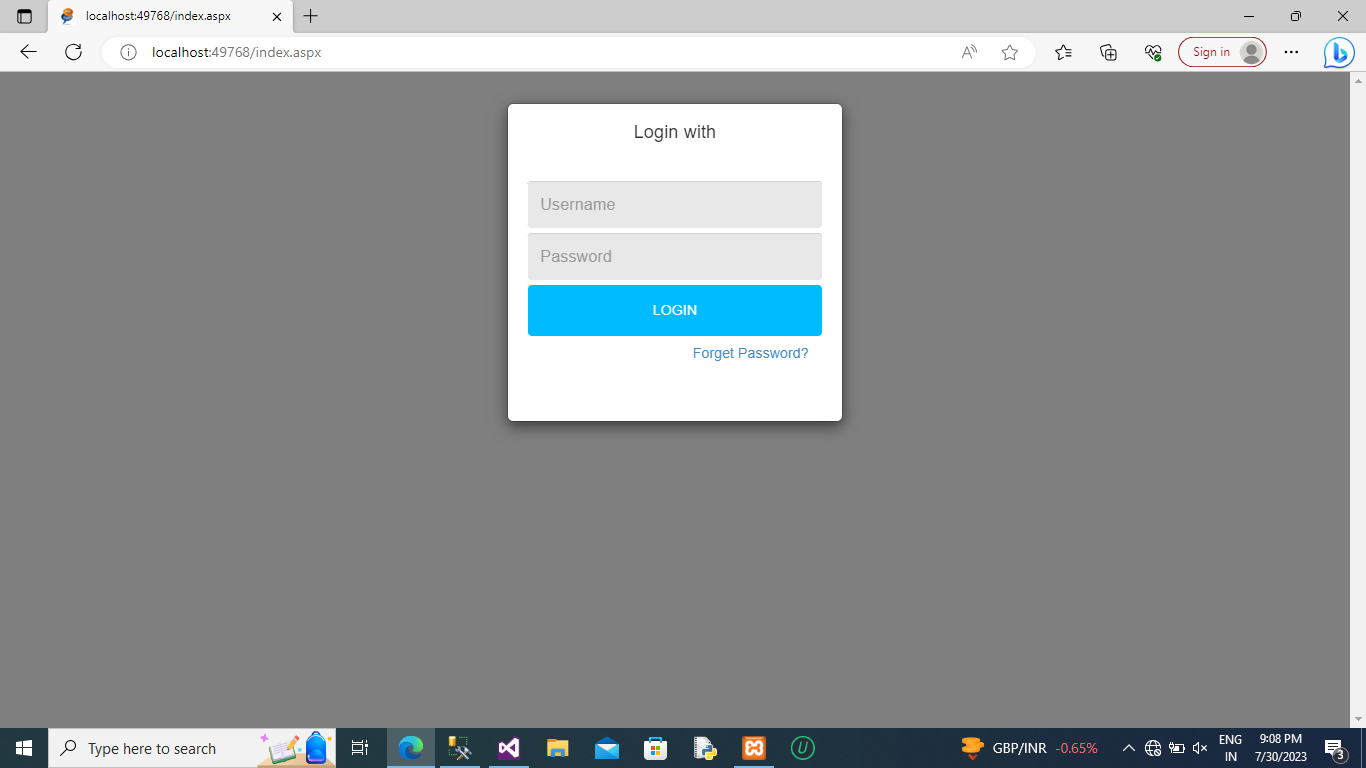 localhost:49768/index.aspx
localhost:49768/index.aspx
Sign in
Login with
Username
Password
LOGIN
Forget Password?
Type here to search
GBP/INR -0.65%
ENG
IN
9:08 PM
7/30/2023
3